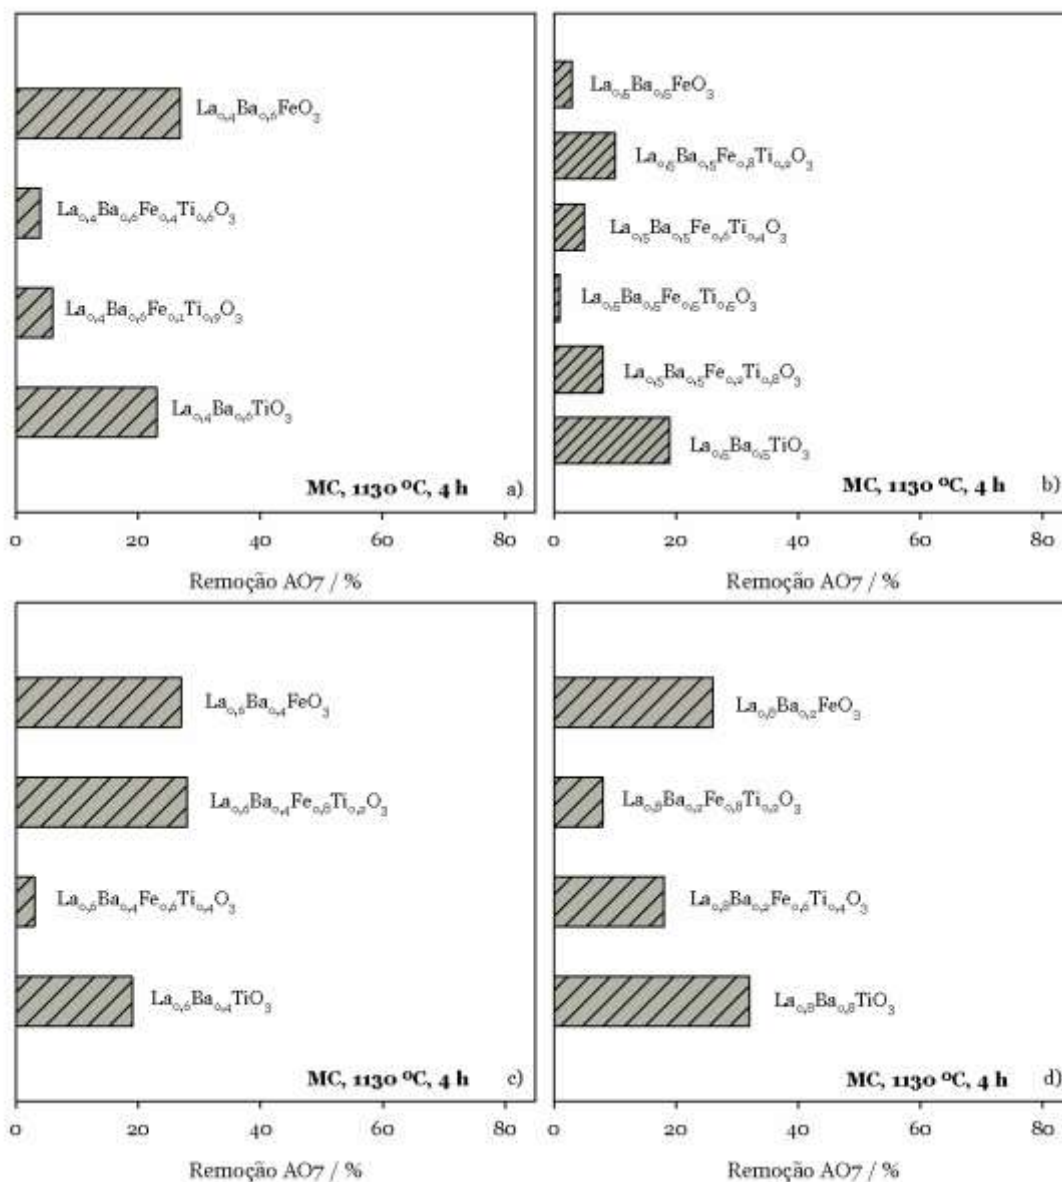 La₀,₄Ba₀,₆FeO₃
La₀,₄Ba₀,₆Fe₀,₄Ti₀,₆O₃
La₀,₄Ba₀,₆Fe₀,₁Ti₀,₉O₃
La₀,₄Ba₀,₆TiO₃
MC, 1130 ºC, 4 h a)
0 20 40 60 80
Remoção AO7 / %
La₀,₅Ba₀,₅FeO₃
La₀,₅Ba₀,₅Fe₀,₈Ti₀,₂O₃
La₀,₅Ba₀,₅Fe₀,₆Ti₀,₄O₃
La₀,₅Ba₀,₅Fe₀,₅Ti₀,₅O₃
La₀,₅Ba₀,₅Fe₀,₂Ti₀,₈O₃
La₀,₅Ba₀,₅TiO₃
MC, 1130 ºC, 4 h b)
0 20 40 60 80
Remoção AO7 / %
La₀,₆Ba₀,₄FeO₃
La₀,₆Ba₀,₄Fe₀,₈Ti₀,₂O₃
La₀,₆Ba₀,₄Fe₀,₆Ti₀,₄O₃
La₀,₆Ba₀,₄TiO₃
MC, 1130 ºC, 4 h c)
0 20 40 60 80
Remoção AO7 / %
La₀,₈Ba₀,₂FeO₃
La₀,₈Ba₀,₂Fe₀,₈Ti₀,₂O₃
La₀,₈Ba₀,₂Fe₀,₆Ti₀,₄O₃
La₀,₈Ba₀,₈TiO₃
MC, 1130 ºC, 4 h d)
0 20 40 60 80
Remoção AO7 / %